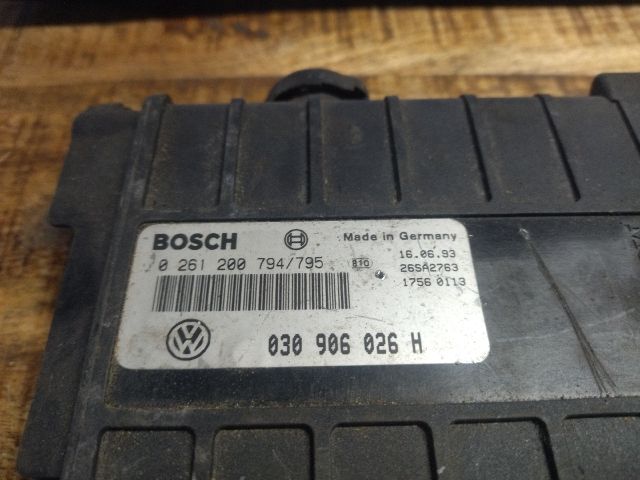 BOSCH Made in Germany
0 261 200 794/795 810 16.06.93
26SA2763
1756 0113
VW 030 906 026 H